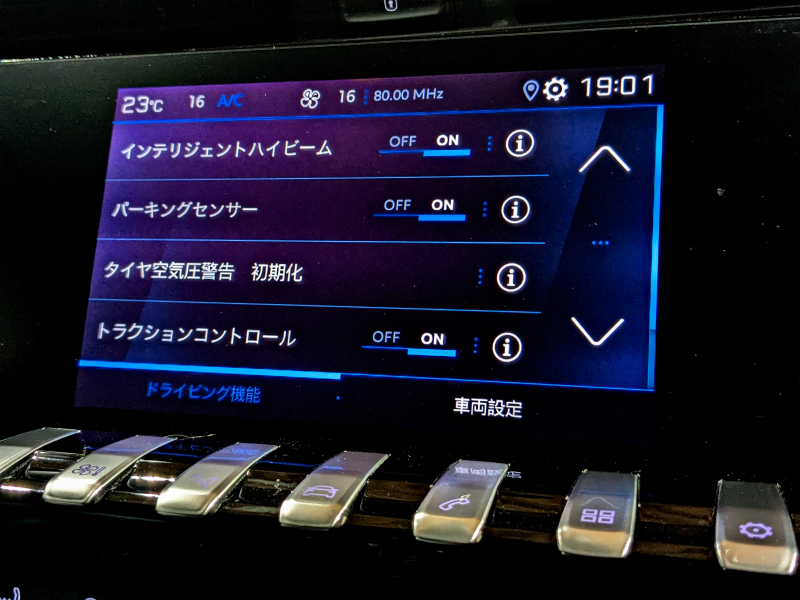 23℃ 16 A/C 16 80.00 MHz 19:01
インテリジェントハイビーム OFF ON
パーキングセンサー OFF ON
タイヤ空気圧警告 初期化
トラクションコントロール OFF ON
ドライビング機能 車両設定